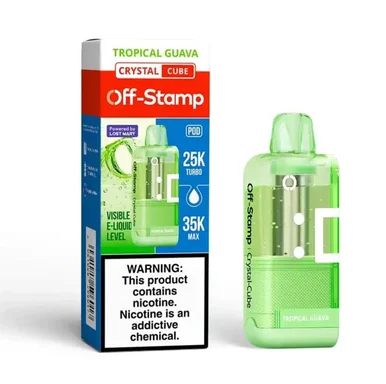 TROPICAL GUAVA
CRYSTAL CUBE
Off-Stamp
Powered by
LOST MARY
POD
25K
TURBO
35K
MAX
VISIBLE
E-LIQUID
LEVEL
WARNING:
This product
contains
nicotine.
Nicotine is an
addictive
chemical.
Off-Stamp Crystal-Cube
TROPICAL GUAVA